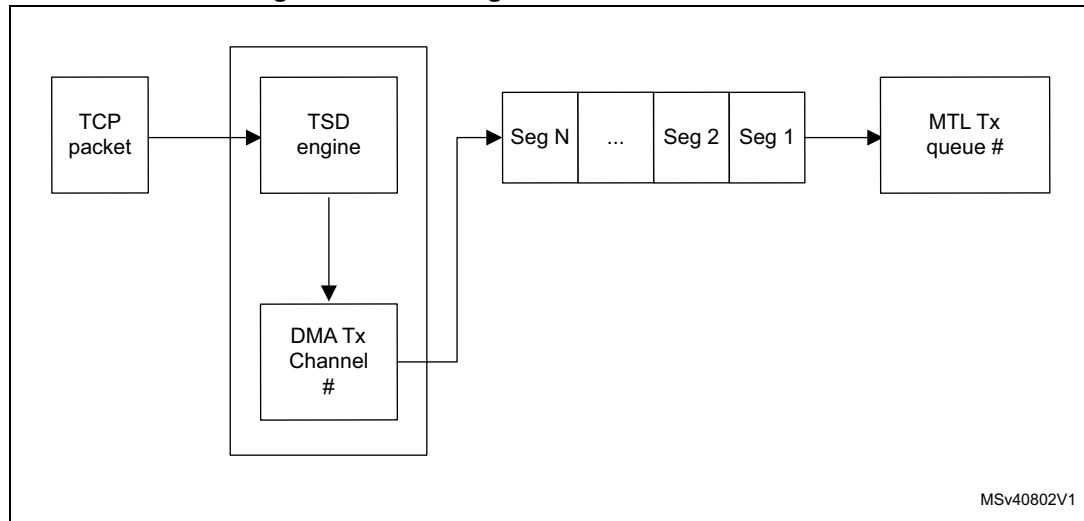 TCP
packet
TSD
engine
DMA Tx
Channel
#
Seg N
...
Seg 2
Seg 1
MTL Tx
queue #
MSv40802V1